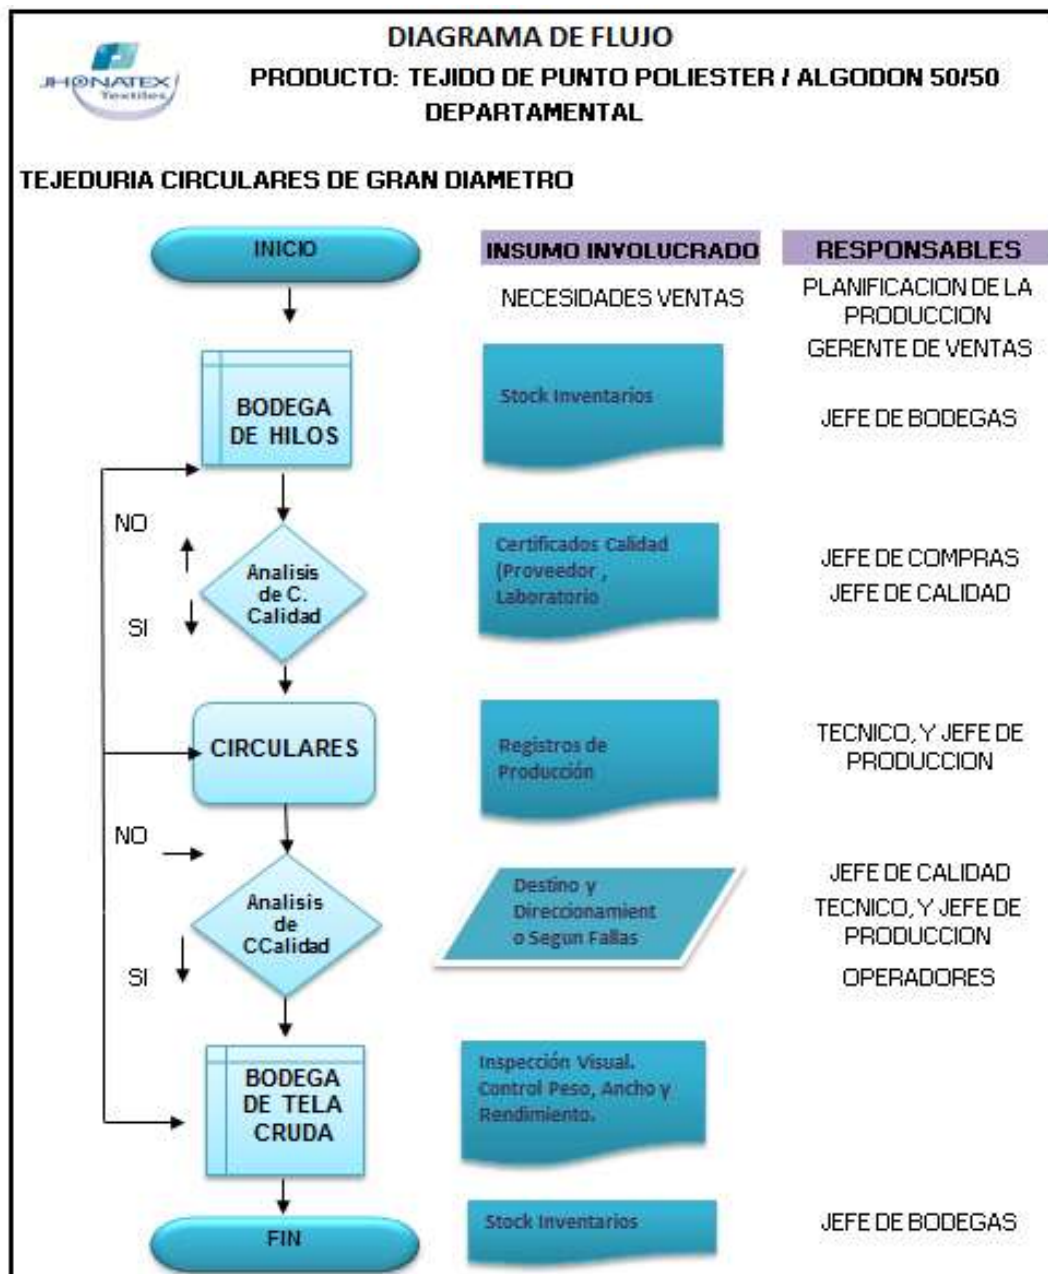 DIAGRAMA DE FLUJO
JHONATEX
Textiles
PRODUCTO: TEJIDO DE PUNTO POLIESTER / ALGODON 50/50
DEPARTAMENTAL
TEJEDURIA CIRCULARES DE GRAN DIAMETRO
INICIO
INSUMO INVOLUCRADO
RESPONSABLES
NECESIDADES VENTAS
PLANIFICACION DE LA
PRODUCCION
GERENTE DE VENTAS
BODEGA
DE HILOS
Stock Inventarios
JEFE DE BODEGAS
NO
SI
Analisis
de C.
Calidad
Certificados Calidad
(Proveedor ,
Laboratorio
JEFE DE COMPRAS
JEFE DE CALIDAD
CIRCULARES
Registros de
Producción
TECNICO, Y JEFE DE
PRODUCCION
NO
SI
Analisis
de
CCalidad
Destino y
Direccionamient
o Segun Fallas
JEFE DE CALIDAD
TECNICO, Y JEFE DE
PRODUCCION
OPERADORES
BODEGA
DE TELA
CRUDA
Inspección Visual.
Control Peso, Ancho y
Rendimiento.
FIN
Stock Inventarios
JEFE DE BODEGAS